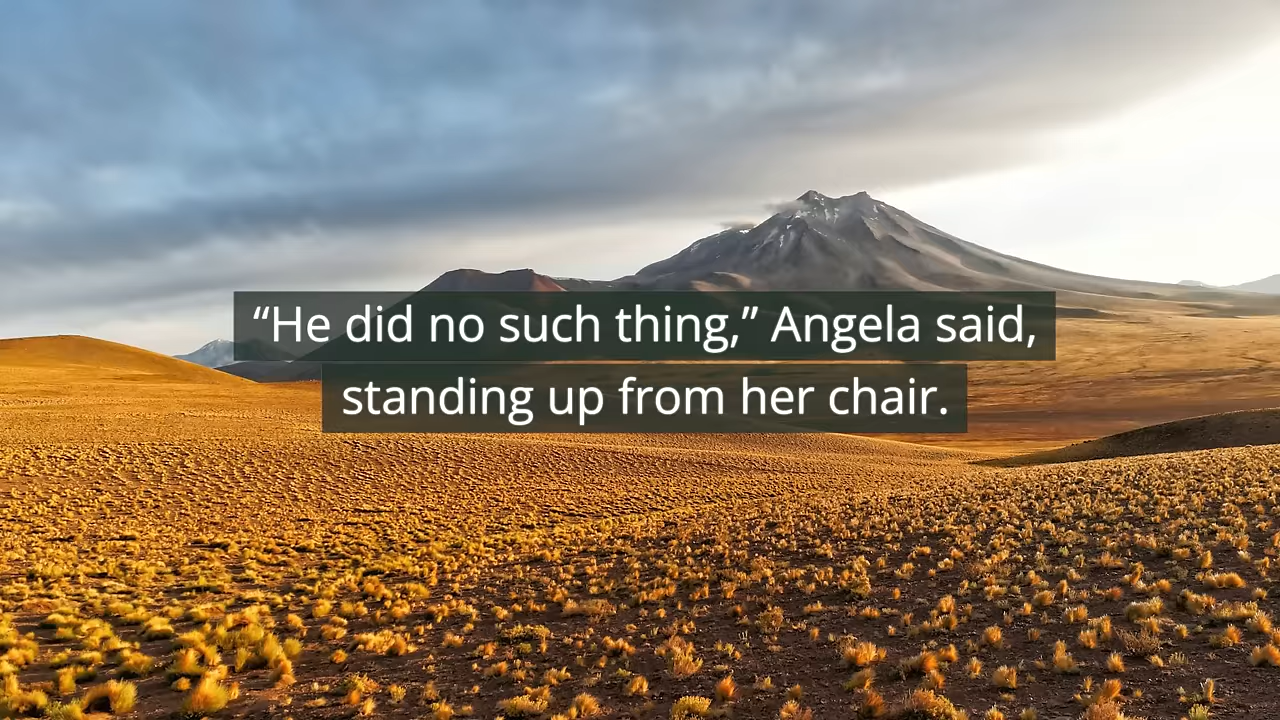 “He did no such thing,” Angela said,
standing up from her chair.